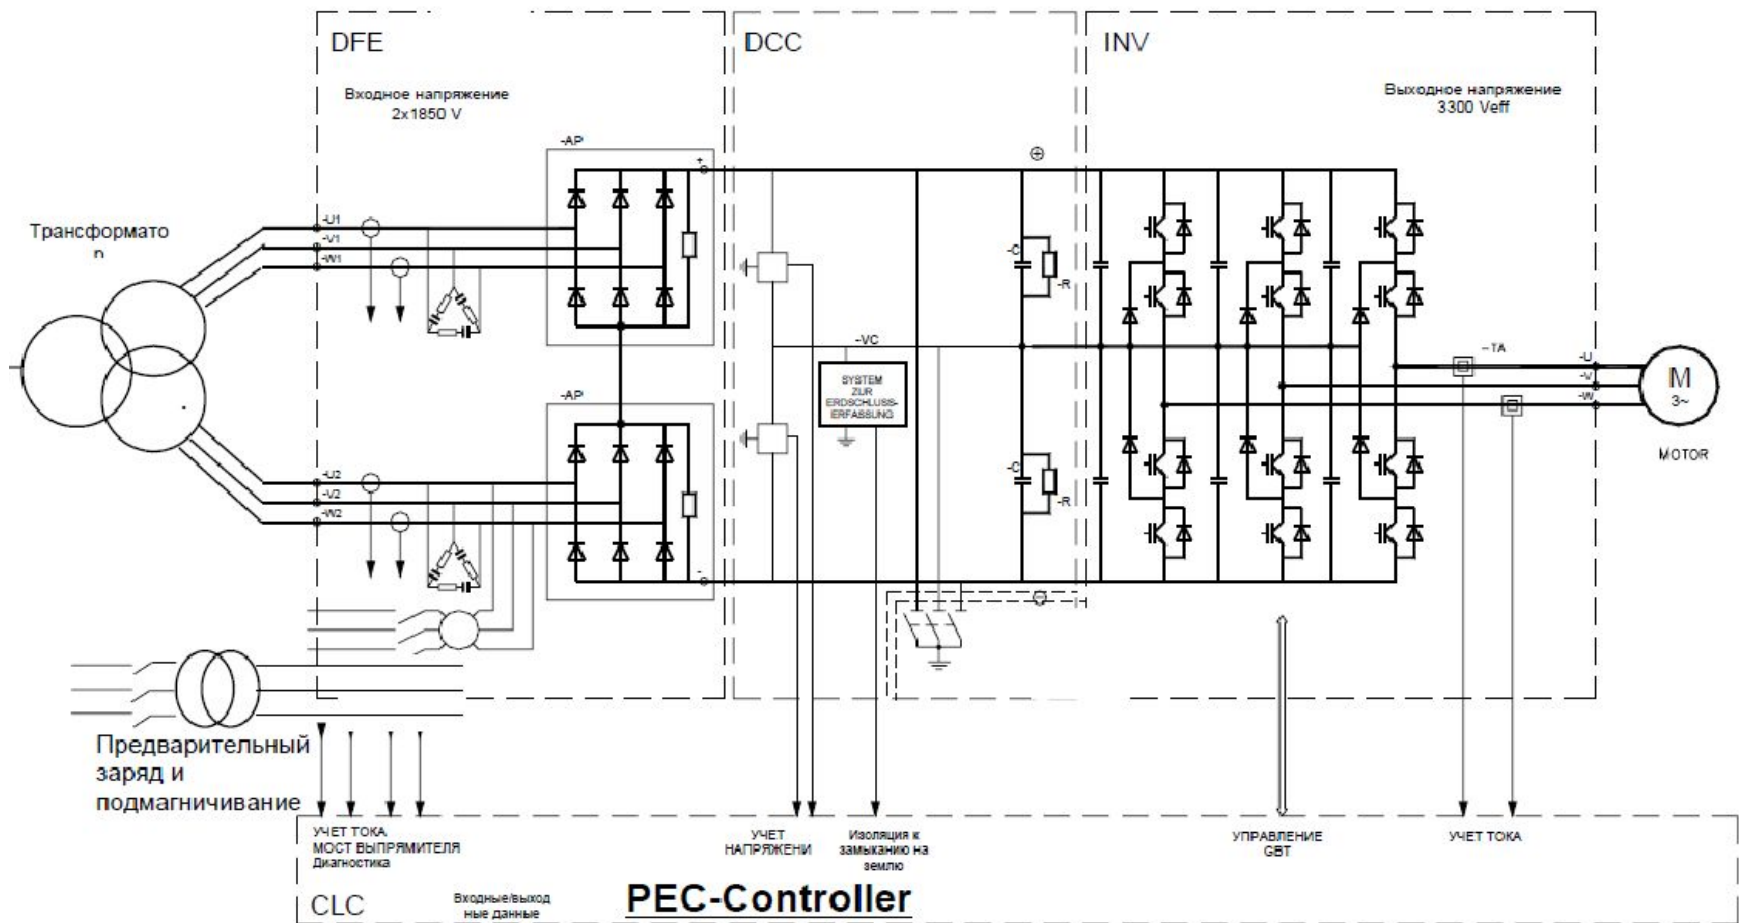 DFE
DCC
INV
Входное напряжение
2x1850 V
Выходное напряжение
3300 Veff
-AP
+
Трансформато
р
-U1
-V1
-W1
-C
-R
-VC
SYSTEM
ZUR
ERDSCHLUSS-
IERFASSUNG
-TA
-U
-V
-W
M
3~
MOTOR
-AP
-U2
-V2
-W2
-C
-R
-
Предварительный
заряд и
подмагничивание
УЧЕТ ТОКА.
МОСТ ВЫПРЯМИТЕЛЯ
Диагностика
УЧЕТ
НАПРЯЖЕНИ
Изоляция к
замыканию на
землю
УПРАВЛЕНИЕ
GBT
УЧЕТ ТОКА
CLC
Входные/выход
ные данные
PEC-Controller